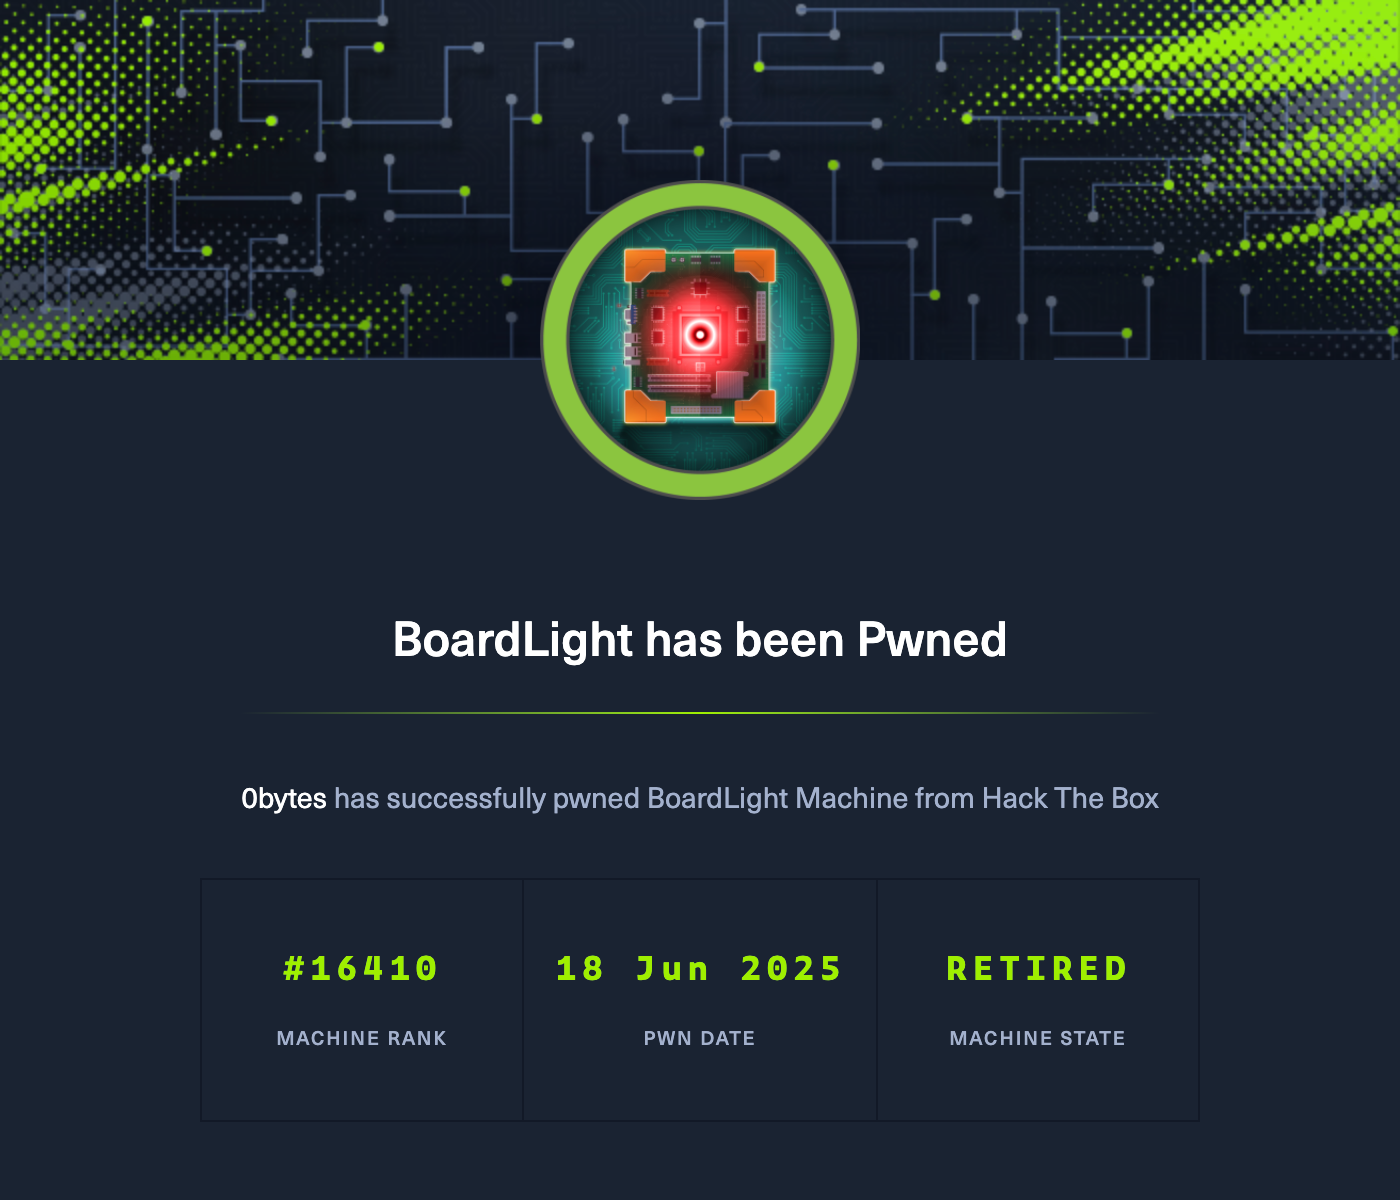 BoardLight has been Pwned
0bytes has successfully pwned BoardLight Machine from Hack The Box
#16410
MACHINE RANK
18 Jun 2025
PWN DATE
RETIRED
MACHINE STATE